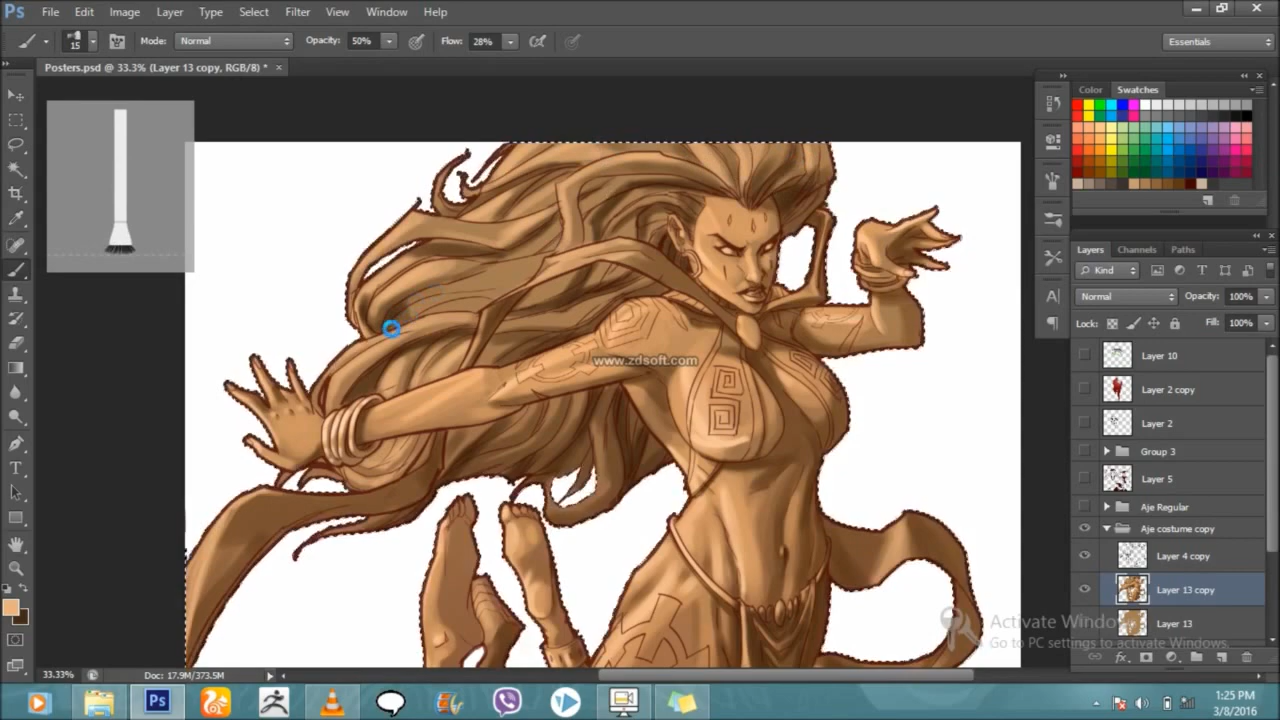 Ps File Edit Image Layer Type Select Filter View Window Help
15 Mode: Normal Opacity: 50% Flow: 28% Essentials
Posters.psd @ 33.3% (Layer 13 copy, RGB/8) * ×
Color Swatches
www.zdsoft.com
Layers Channels Paths
Kind
Normal Opacity: 100%
Lock: Fill: 100%
Layer 10
Layer 2 copy
Layer 2
Group 3
Layer 5
Aje Regular
Aje costume copy
Layer 4 copy
Layer 13 copy
Layer 13
Activate Windo
Go to PC settings to activate Windows.
33.33% Doc: 17.9M/373.5M
Ps
1:25 PM
3/8/2016